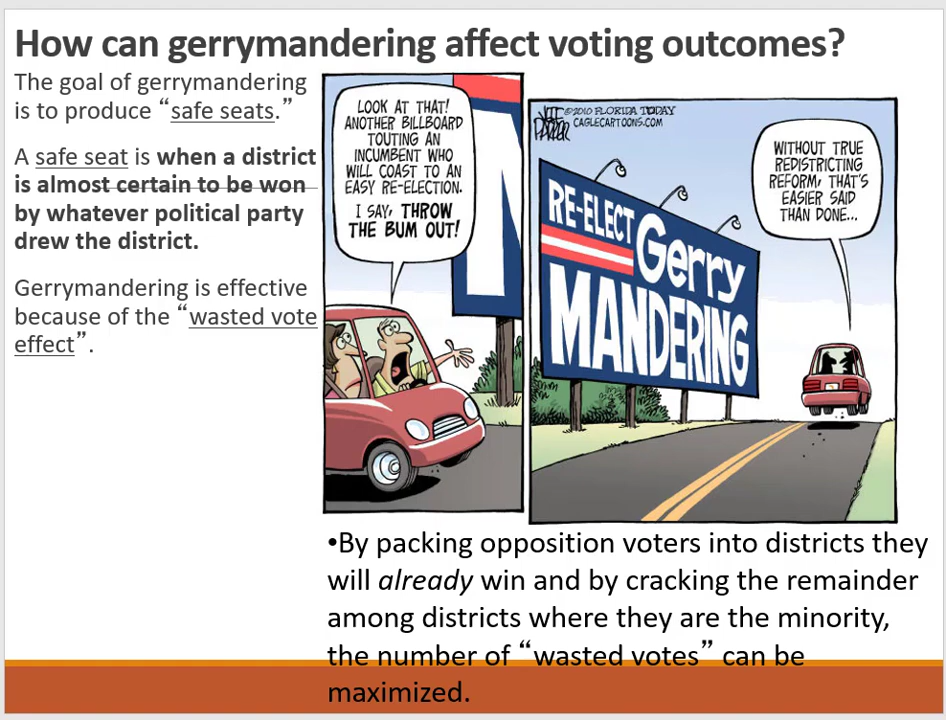 How can gerrymandering affect voting outcomes?
The goal of gerrymandering
is to produce “safe seats.”
A safe seat is when a district
is almost certain to be won
by whatever political party
drew the district.
Gerrymandering is effective
because of the “wasted vote
effect”.
LOOK AT THAT!
ANOTHER BILLBOARD
TOUTING AN
INCUMBENT WHO
WILL COAST TO AN
EASY RE-ELECTION.
I SAY, THROW
THE BUM OUT!
JEFF PARKER
©2010 FLORIDA TODAY
CAGLECARTOONS.COM
RE-ELECT
Gerry
MANDERING
WITHOUT TRUE
REDISTRICTING
REFORM, THAT'S
EASIER SAID
THAN DONE...
•By packing opposition voters into districts they
will already win and by cracking the remainder
among districts where they are the minority,
the number of “wasted votes” can be
maximized.